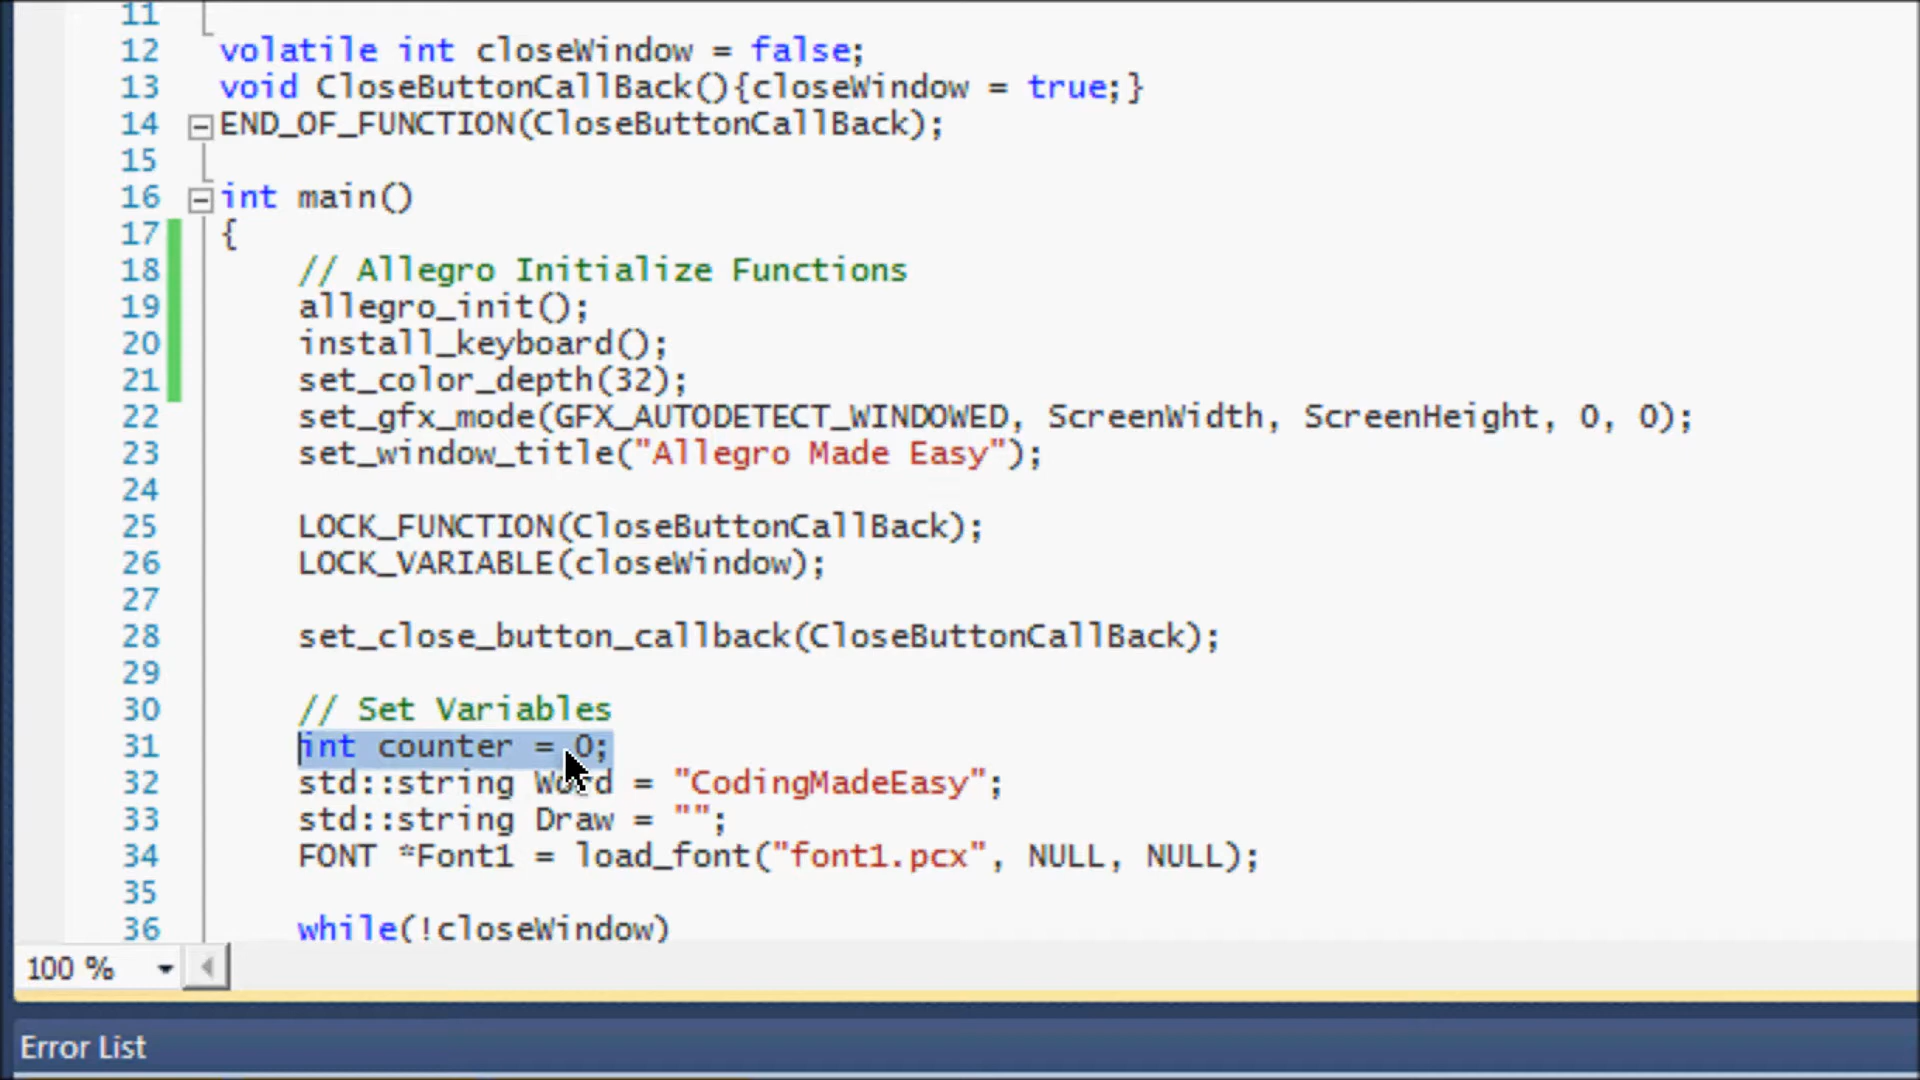 11
12 volatile int closeWindow = false;
13 void CloseButtonCallBack(){closeWindow = true;}
14 END_OF_FUNCTION(CloseButtonCallBack);
15
16 int main()
17 {
18 // Allegro Initialize Functions
19 allegro_init();
20 install_keyboard();
21 set_color_depth(32);
22 set_gfx_mode(GFX_AUTODETECT_WINDOWED, ScreenWidth, ScreenHeight, 0, 0);
23 set_window_title("Allegro Made Easy");
24
25 LOCK_FUNCTION(CloseButtonCallBack);
26 LOCK_VARIABLE(closeWindow);
27
28 set_close_button_callback(CloseButtonCallBack);
29
30 // Set Variables
31 int counter = 0;
32 std::string Word = "CodingMadeEasy";
33 std::string Draw = "";
34 FONT *Font1 = load_font("font1.pcx", NULL, NULL);
35
36 while(!closeWindow)
100 %
Error List